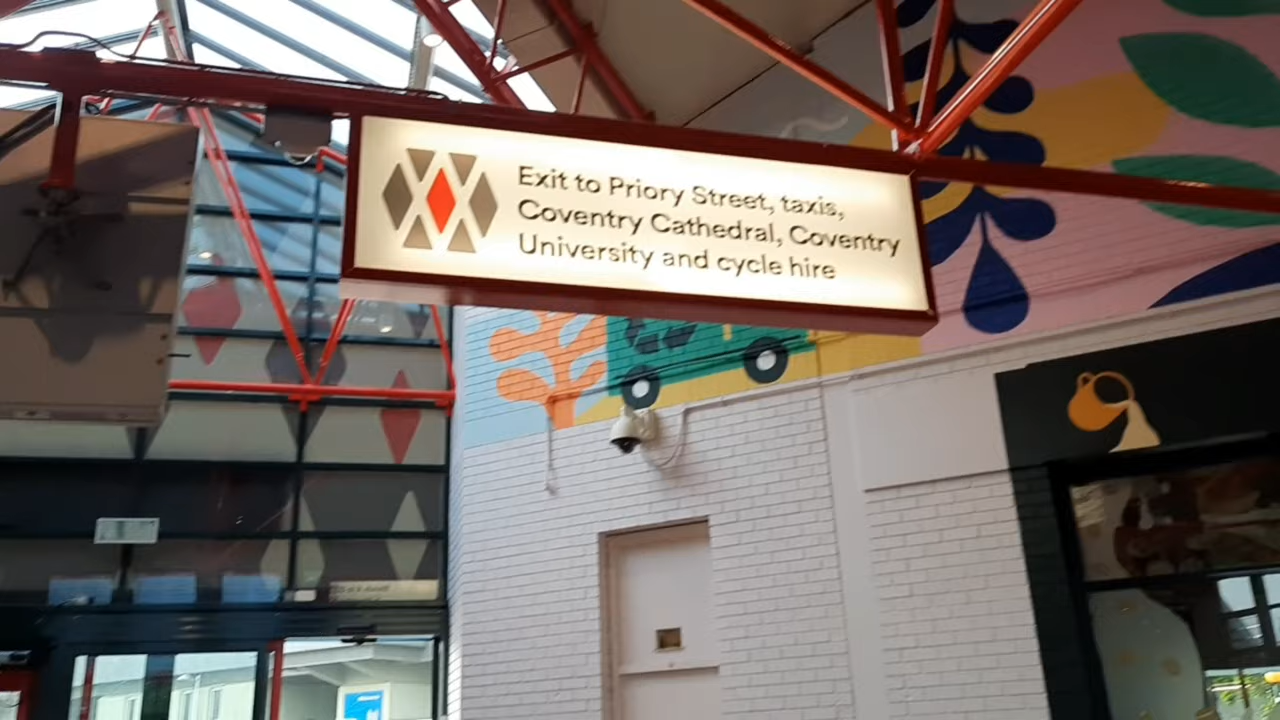 Exit to Priory Street, taxis,
Coventry Cathedral, Coventry
University and cycle hire